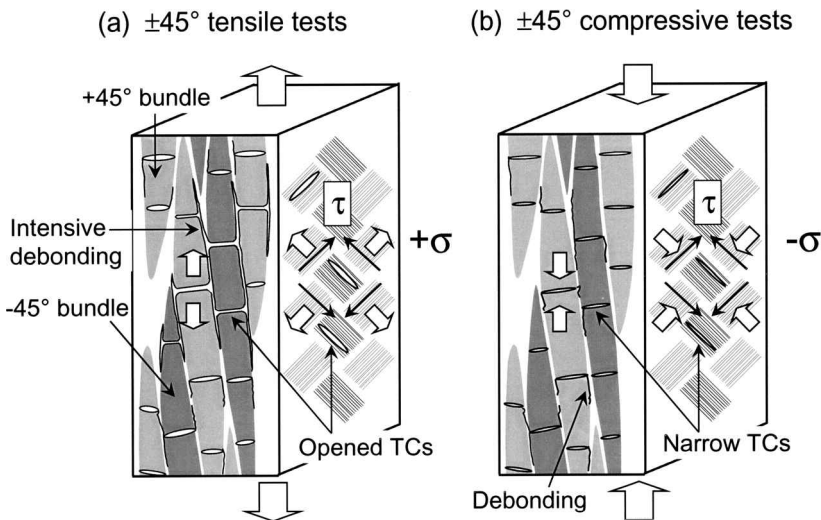 (a) ±45° tensile tests
+45° bundle
Intensive
debonding
-45° bundle
τ
+σ
Opened TCs
(b) ±45° compressive tests
τ
-σ
Narrow TCs
Debonding